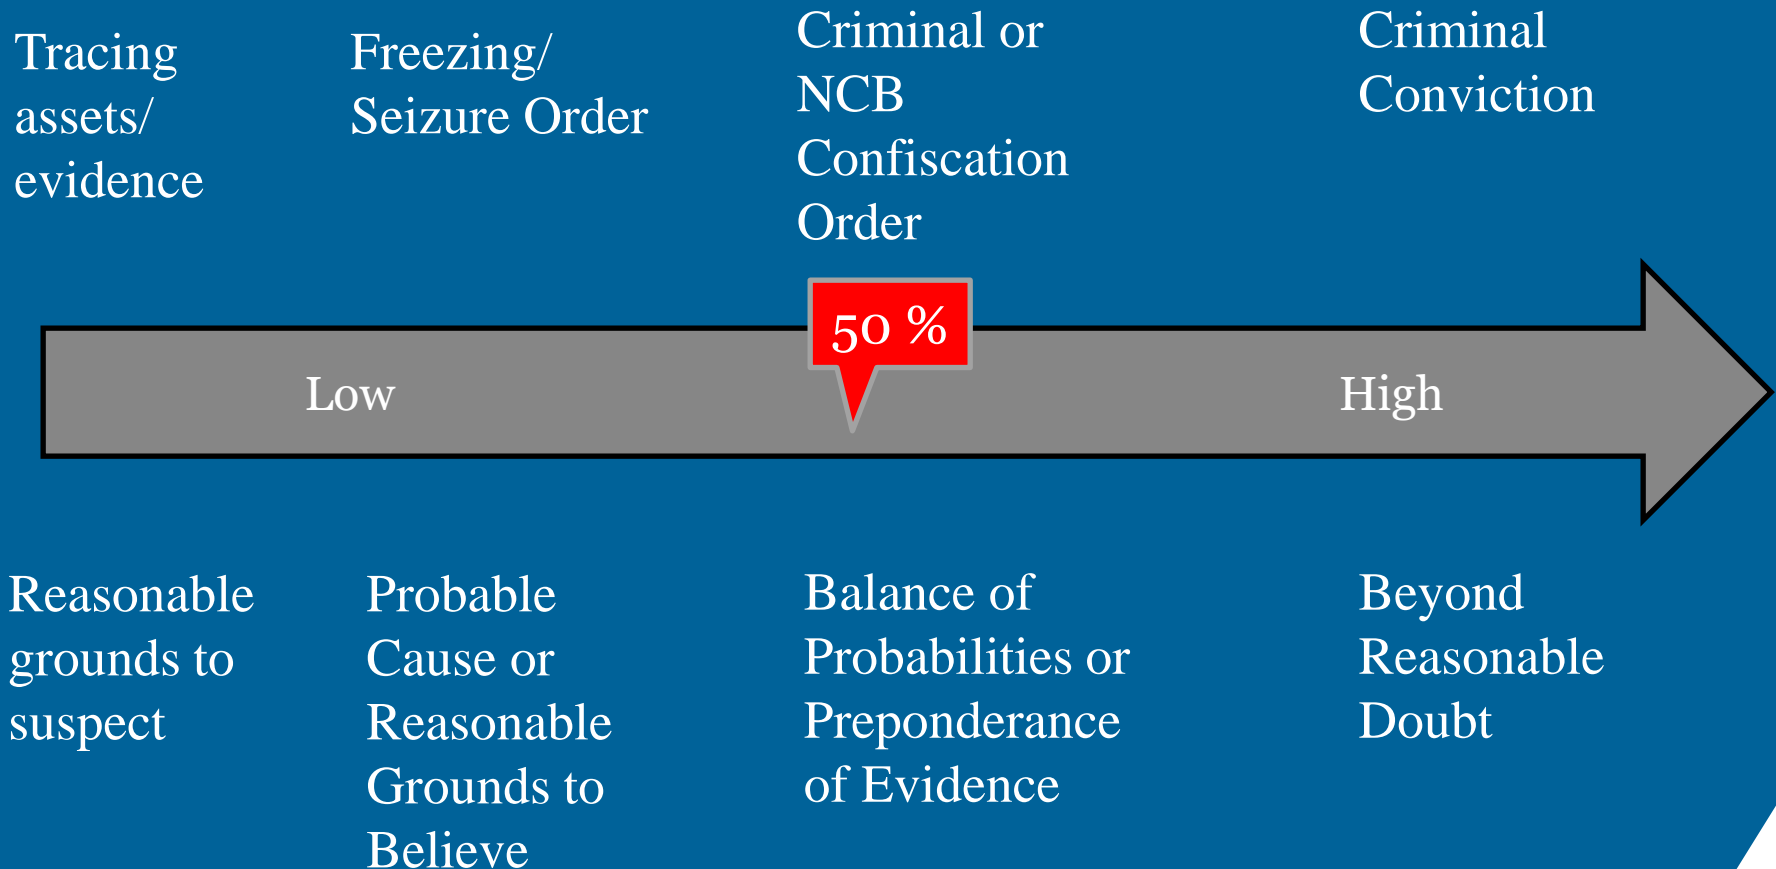 Tracing
assets/
evidence
Freezing/
Seizure Order
Criminal or
NCB
Confiscation
Order
Criminal
Conviction
50 %
Low
High
Reasonable
grounds to
suspect
Probable
Cause or
Reasonable
Grounds to
Believe
Balance of
Probabilities or
Preponderance
of Evidence
Beyond
Reasonable
Doubt